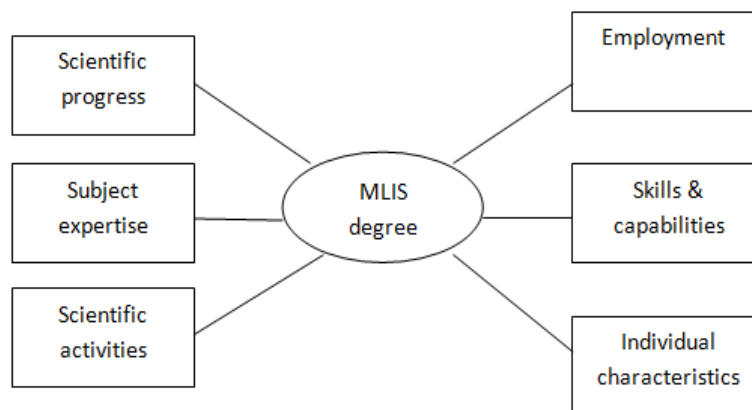 Scientific
progress
Subject
expertise
Scientific
activities
MLIS
degree
Employment
Skills &
capabilities
Individual
characteristics